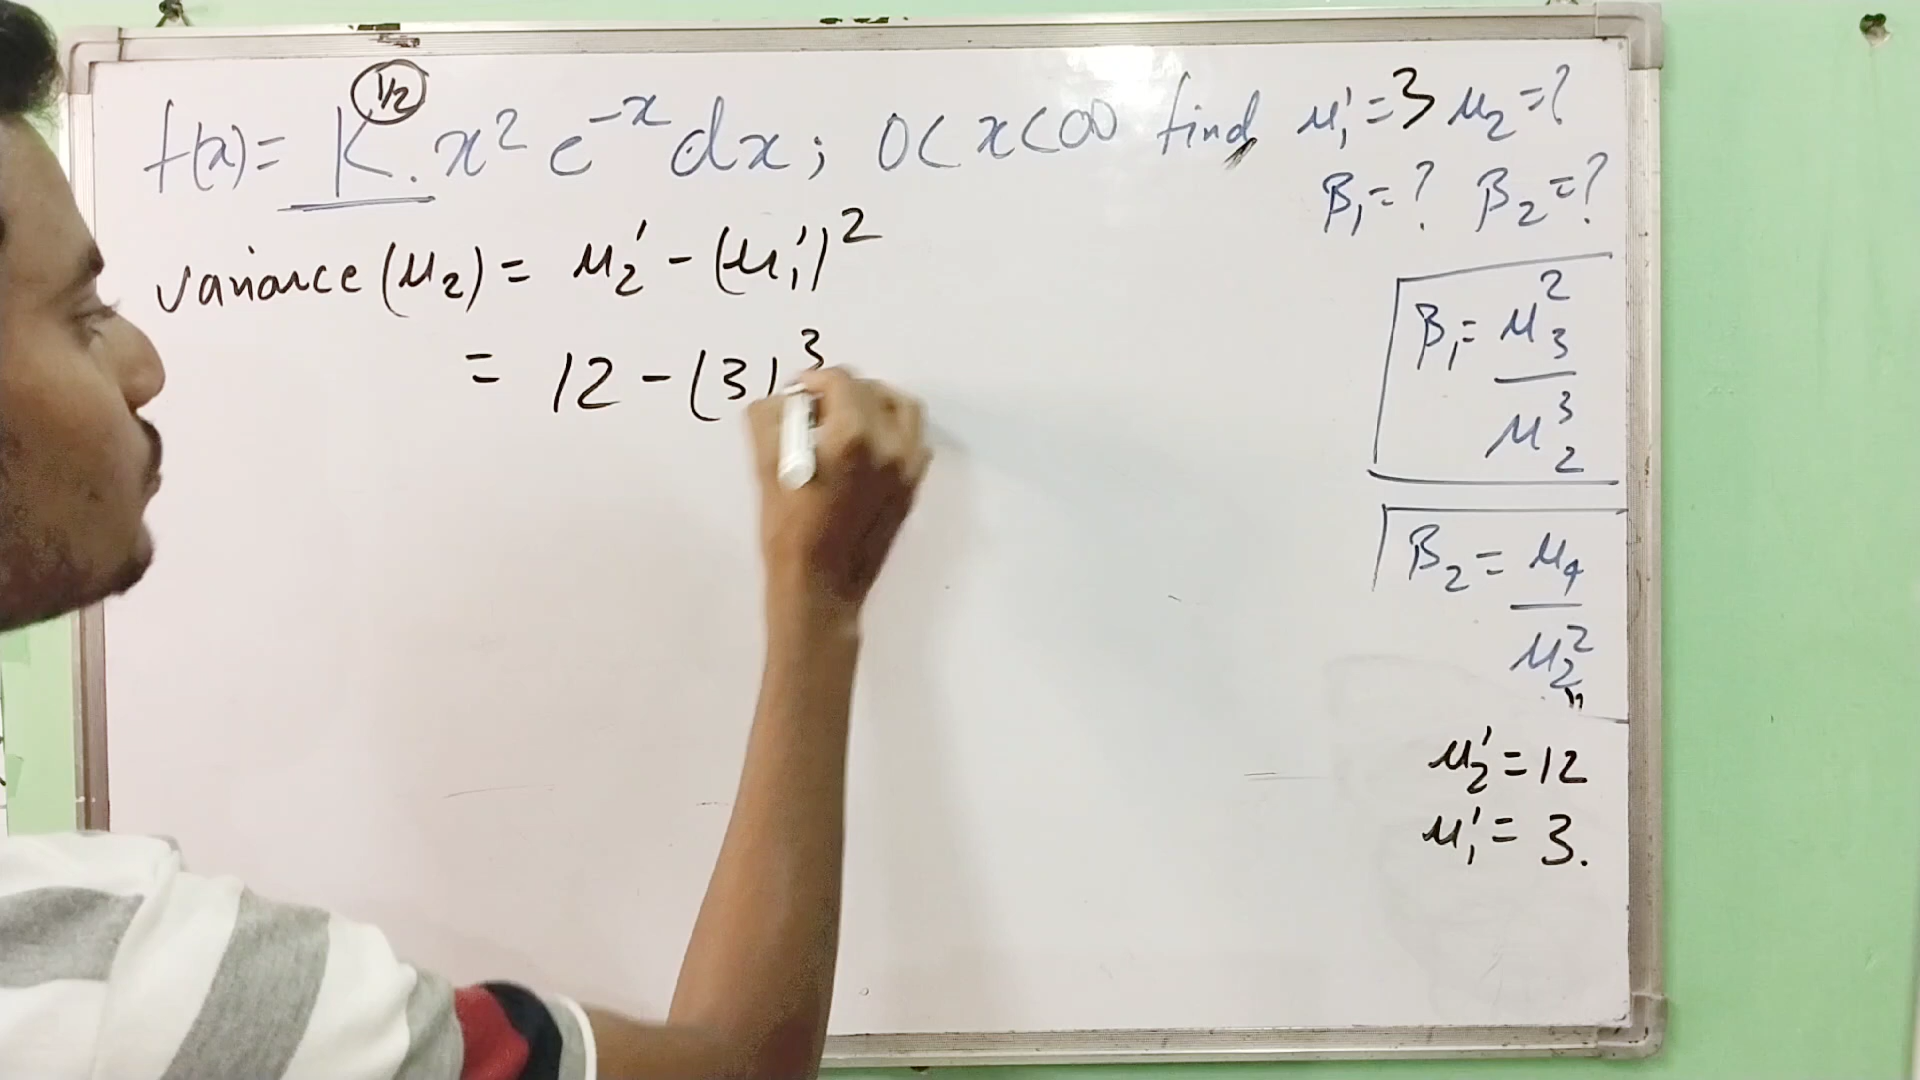 1/2
f(x) = K. x² e^{-x} dx ; 0 < x < ∞ find μ₁' = 3 μ₂ = ?
β₁ = ? β₂ = ?
variance (μ₂) = μ₂' - (μ₁')²
= 12 - (3)³
β₁ = μ₃² / μ₂³
β₂ = μ₄ / μ₂²
μ₂' = 12
μ₁' = 3.